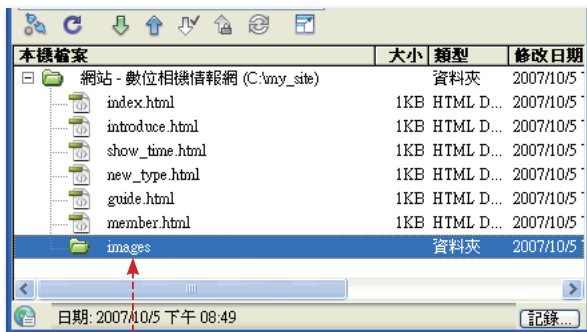 本機檔案 大小 類型 修改日期
網站 - 數位相機情報網 (C:\my_site) 資料夾 2007/10/5
index.html 1KB HTML D... 2007/10/5
introduce.html 1KB HTML D... 2007/10/5
show_time.html 1KB HTML D... 2007/10/5
new_type.html 1KB HTML D... 2007/10/5
guide.html 1KB HTML D... 2007/10/5
member.html 1KB HTML D... 2007/10/5
images 資料夾 2007/10/5
日期: 2007/10/5 下午 08:49 記錄...